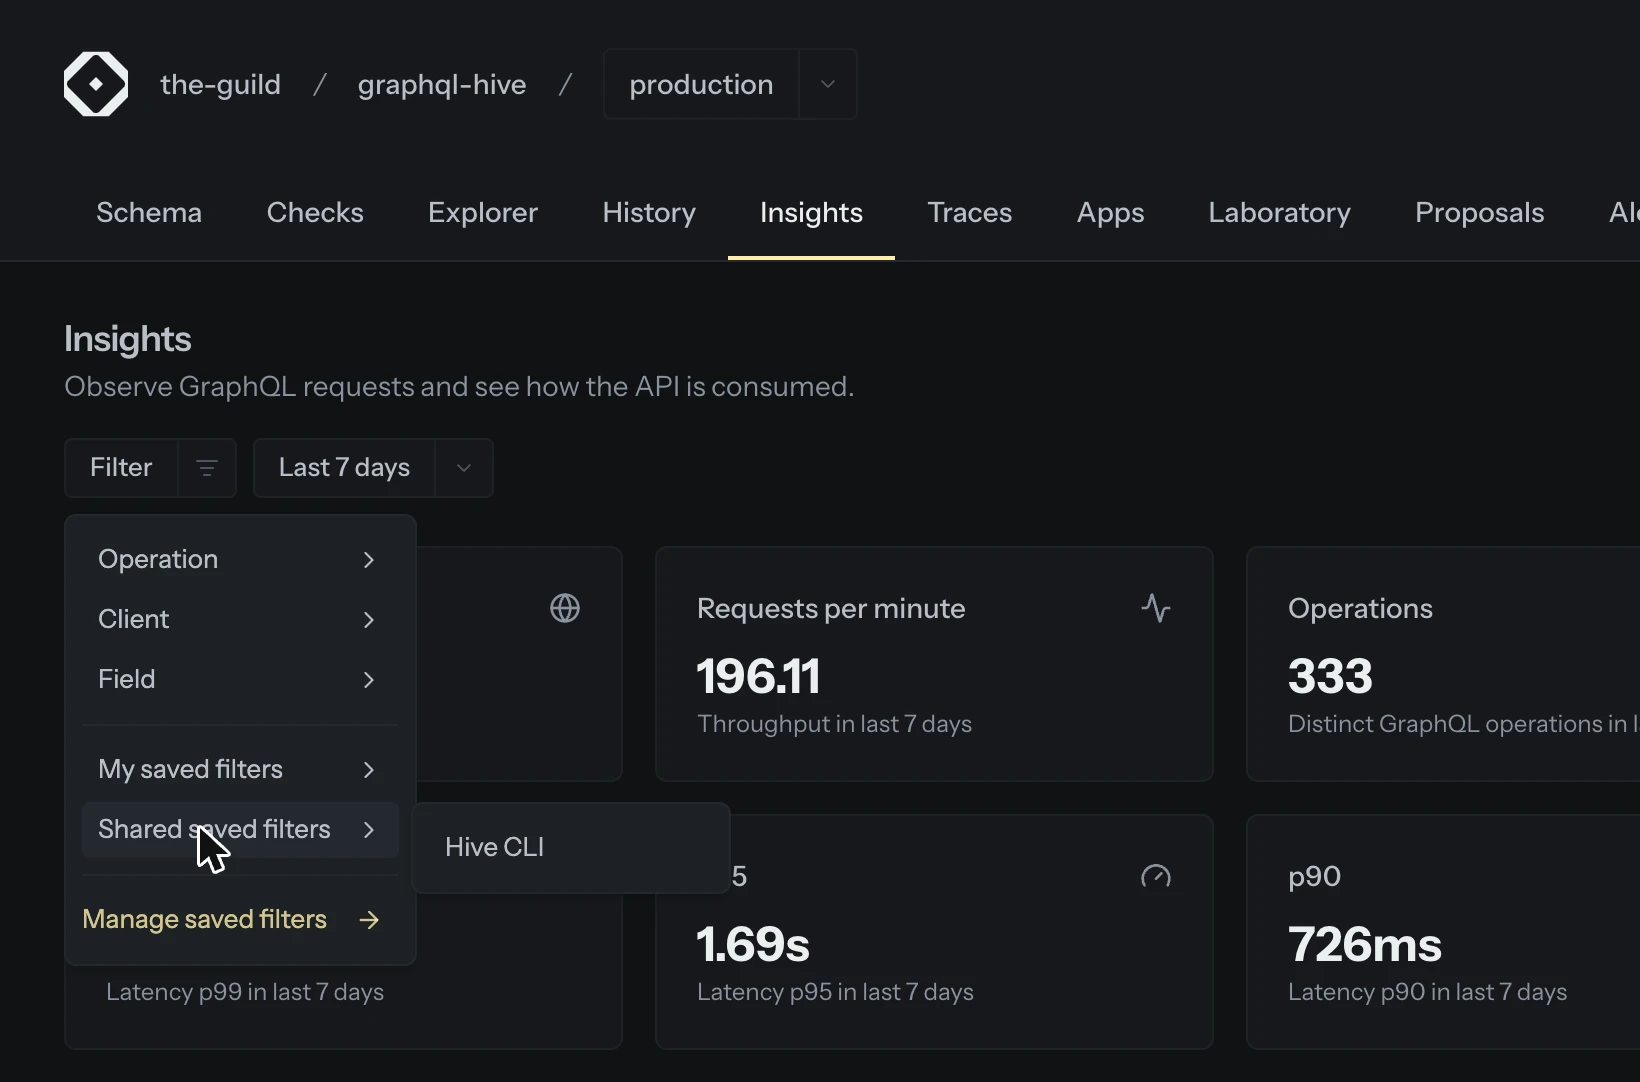 the-guild / graphql-hive / production
Schema Checks Explorer History Insights Traces Apps Laboratory Proposals
Insights
Observe GraphQL requests and see how the API is consumed.
Filter Last 7 days
Operation
Client
Field
My saved filters
Shared saved filters
Manage saved filters
Hive CLI
Requests per minute
196.11
Throughput in last 7 days
Operations
333
Distinct GraphQL operations in
Latency p99 in last 7 days
1.69s
Latency p95 in last 7 days
p90
726ms
Latency p90 in last 7 days